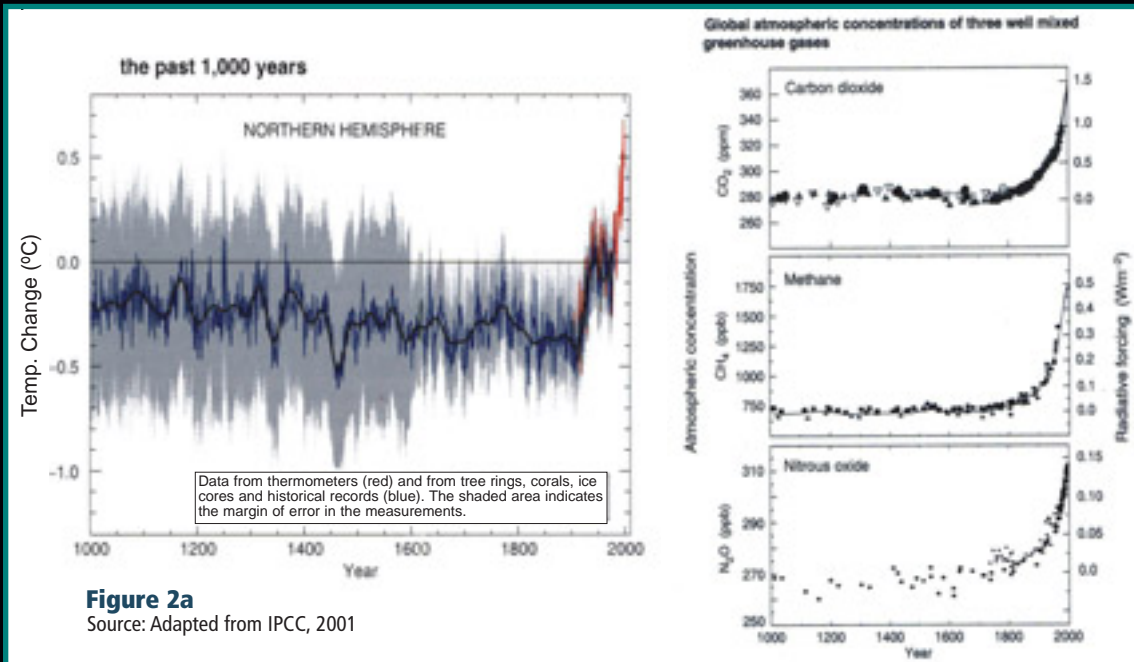 the past 1,000 years
NORTHERN HEMISPHERE
Temp. Change (ºC)
0.5
0.0
-0.5
-1.0
Data from thermometers (red) and from tree rings, corals, ice
cores and historical records (blue). The shaded area indicates
the margin of error in the measurements.
1000
1200
1400
1600
1800
2000
Year
Figure 2a
Source: Adapted from IPCC, 2001
Global atmospheric concentrations of three well mixed
greenhouse gases
Atmospheric concentration
Radiative forcing (Wm⁻²)
Carbon dioxide
CO₂ (ppm)
360
340
320
300
280
260
1.5
1.0
0.5
0.0
Methane
CH₄ (ppb)
1750
1500
1250
1000
750
0.5
0.4
0.3
0.2
0.1
0.0
Nitrous oxide
N₂O (ppb)
310
290
270
250
0.15
0.10
0.05
0.0
1000
1200
1400
1600
1800
2000
Year